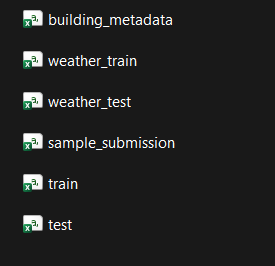 building_metadata
weather_train
weather_test
sample_submission
train
test